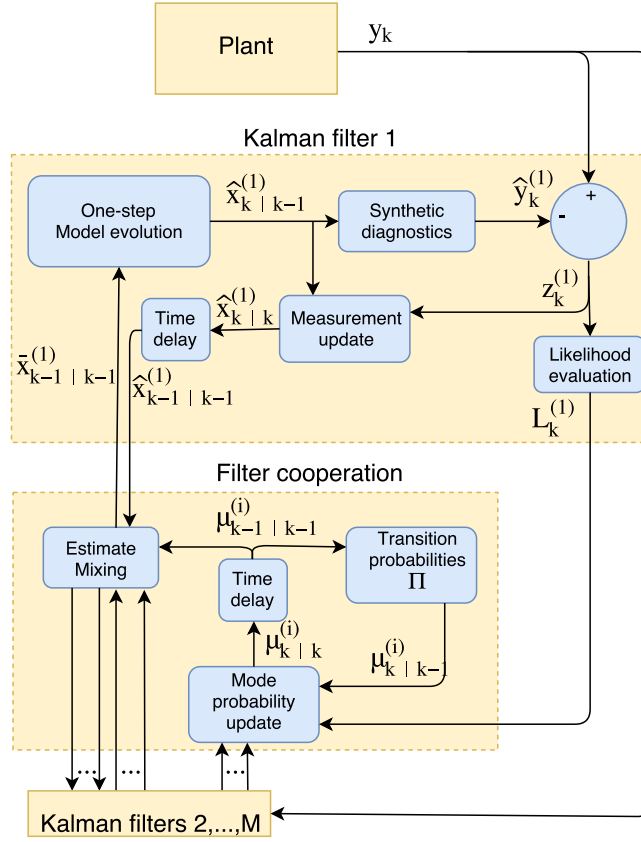 Plant
y_k
Kalman filter 1
One-step
Model evolution
x̂^(1)_k | k−1
Synthetic
diagnostics
ŷ^(1)_k
+
-
z^(1)_k
x̄^(1)_k−1 | k−1
Time
delay
x̂^(1)_k | k
Measurement
update
x̂^(1)_k−1 | k−1
Likelihood
evaluation
L^(1)_k
Filter cooperation
Estimate
Mixing
μ^(i)_k−1 | k−1
Transition
probabilities
Π
Time
delay
μ^(i)_k | k
μ^(i)_k | k−1
Mode
probability
update
...
...
...
Kalman filters 2,...,M